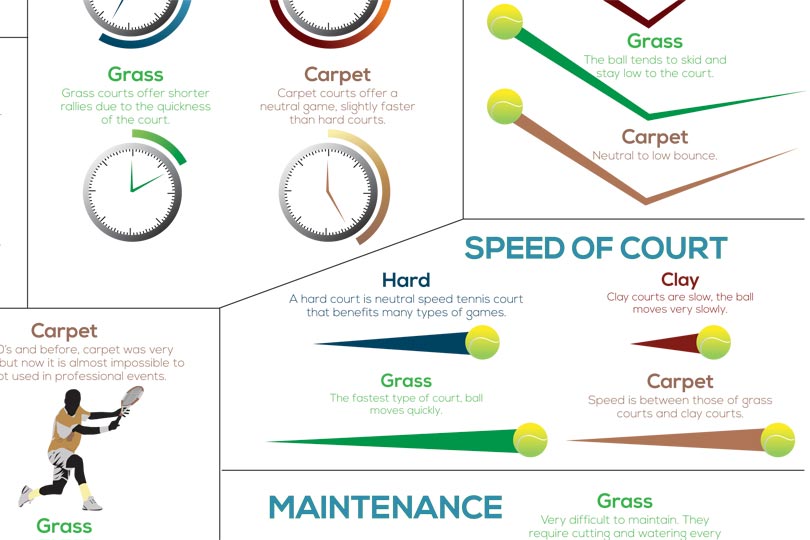 Grass
Grass courts offer shorter
rallies due to the quickness
of the court.
Carpet
Carpet courts offer a
neutral game, slightly faster
than hard courts.
Grass
The ball tends to skid and
stay low to the court.
Carpet
Neutral to low bounce.
SPEED OF COURT
Hard
A hard court is neutral speed tennis court
that benefits many types of games.
Clay
Clay courts are slow, the ball
moves very slowly.
Grass
The fastest type of court, ball
moves quickly.
Carpet
Speed is between those of grass
courts and clay courts.
Carpet
0's and before, carpet was very
but now it is almost impossible to
ot used in professional events.
Grass
MAINTENANCE
Grass
Very difficult to maintain. They
require cutting and watering every